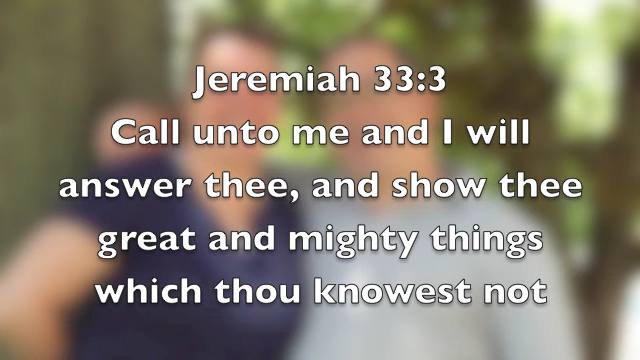 Jeremiah 33:3
Call unto me and I will
answer thee, and show thee
great and mighty things
which thou knowest not